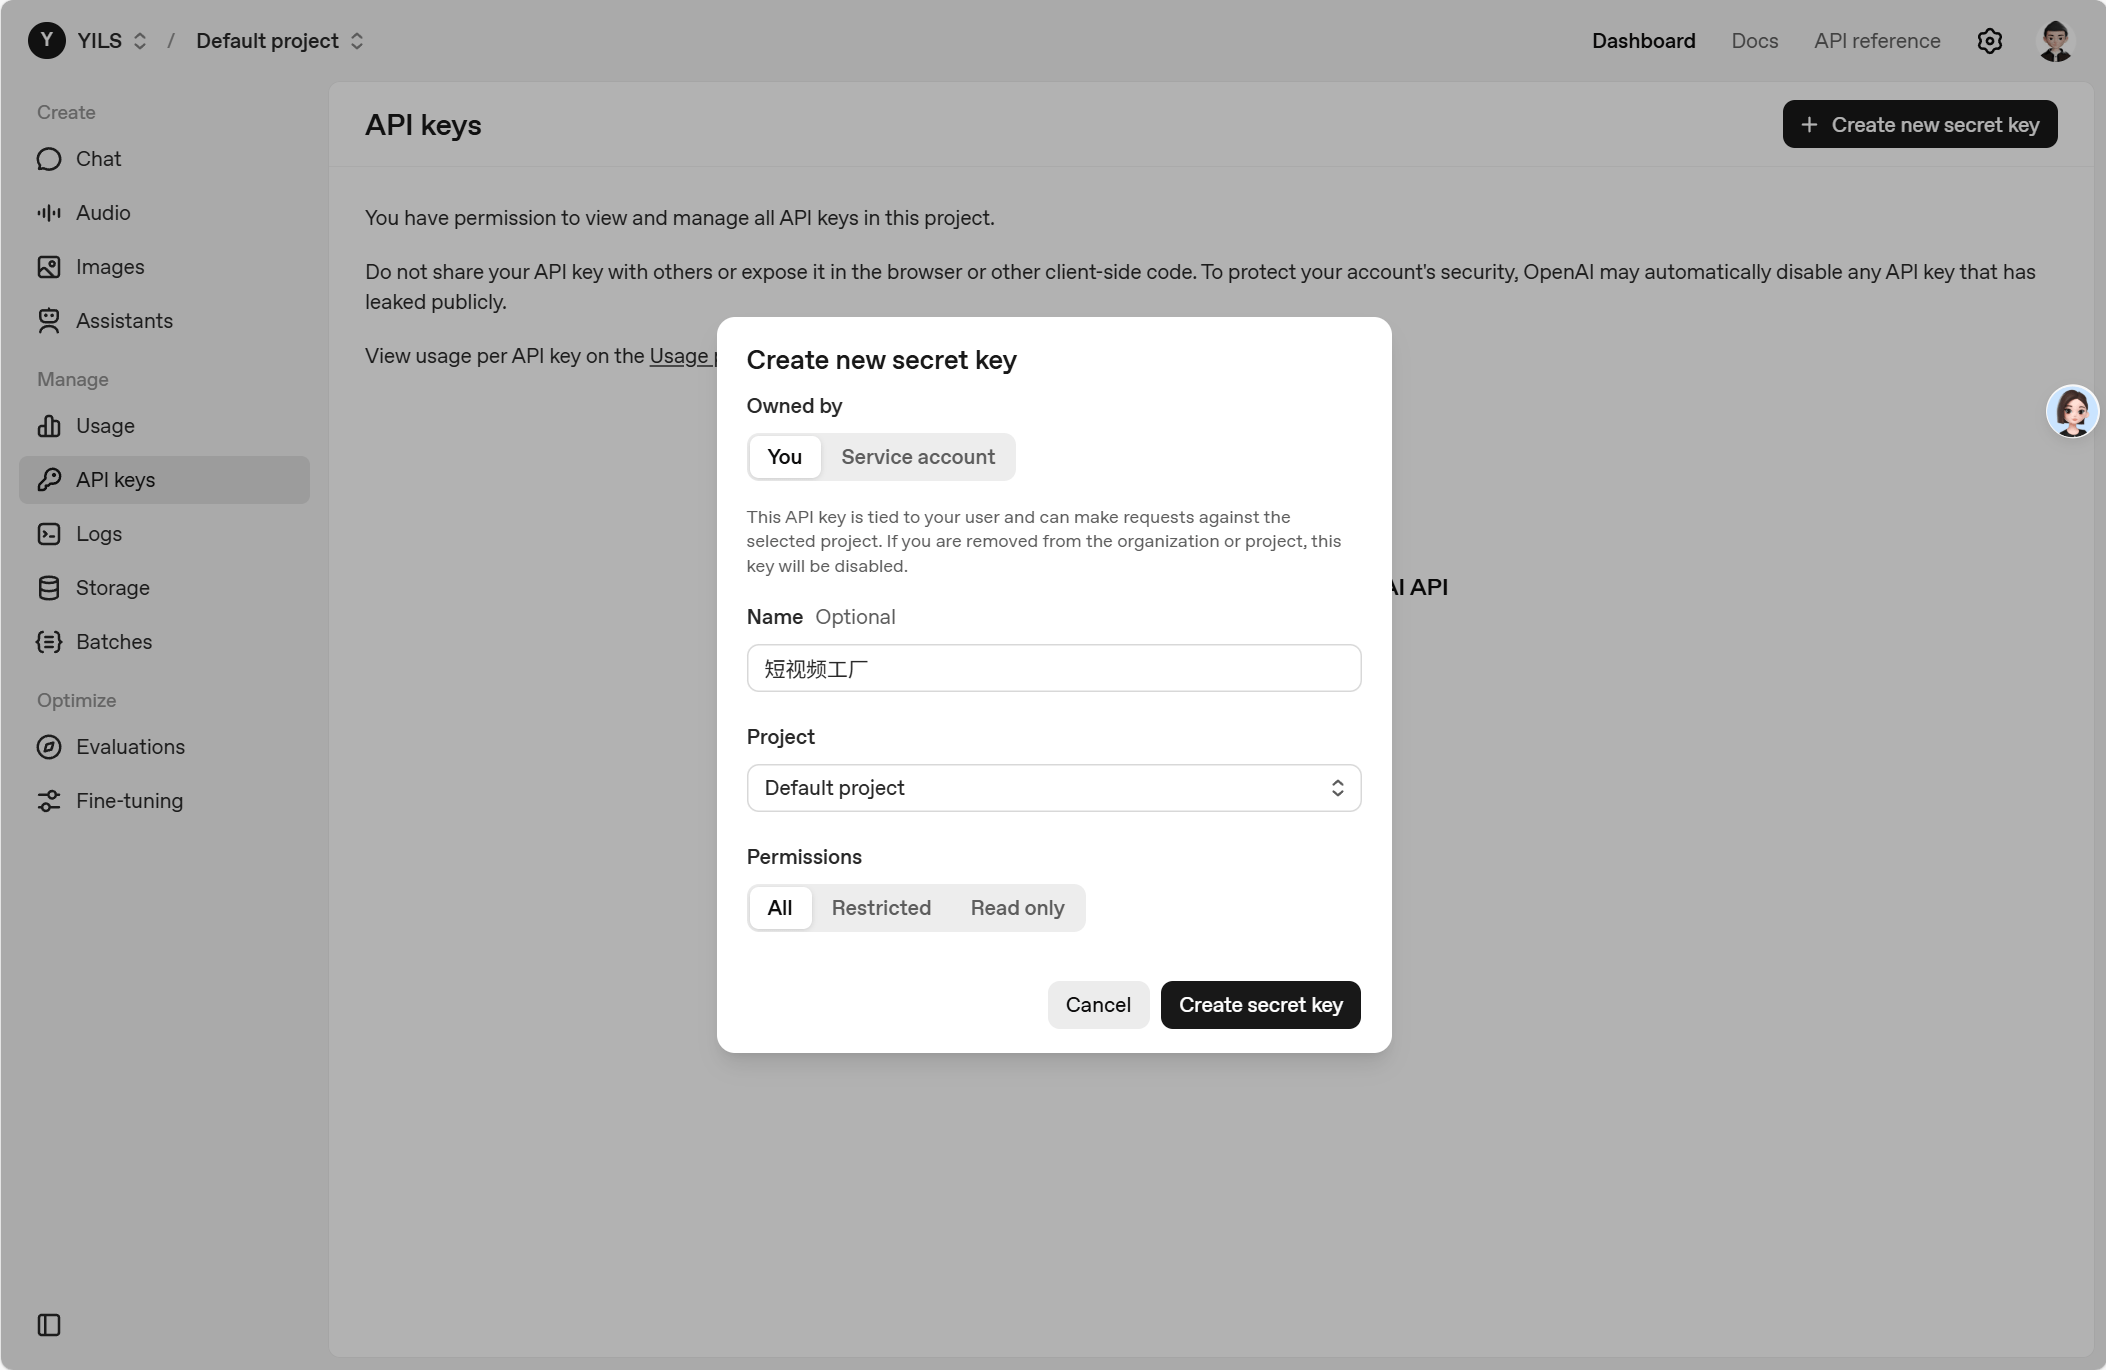 Y YILS / Default project
Dashboard Docs API reference
Create
Chat
Audio
Images
Assistants
Manage
Usage
API keys
Logs
Storage
Batches
Optimize
Evaluations
Fine-tuning
API keys
+ Create new secret key
You have permission to view and manage all API keys in this project.
Do not share your API key with others or expose it in the browser or other client-side code. To protect your account's security, OpenAI may automatically disable any API key that has
leaked publicly.
View usage per API key on the Usage
API
Create new secret key
Owned by
You Service account
This API key is tied to your user and can make requests against the
selected project. If you are removed from the organization or project, this
key will be disabled.
Name Optional
短视频工厂
Project
Default project
Permissions
All Restricted Read only
Cancel Create secret key